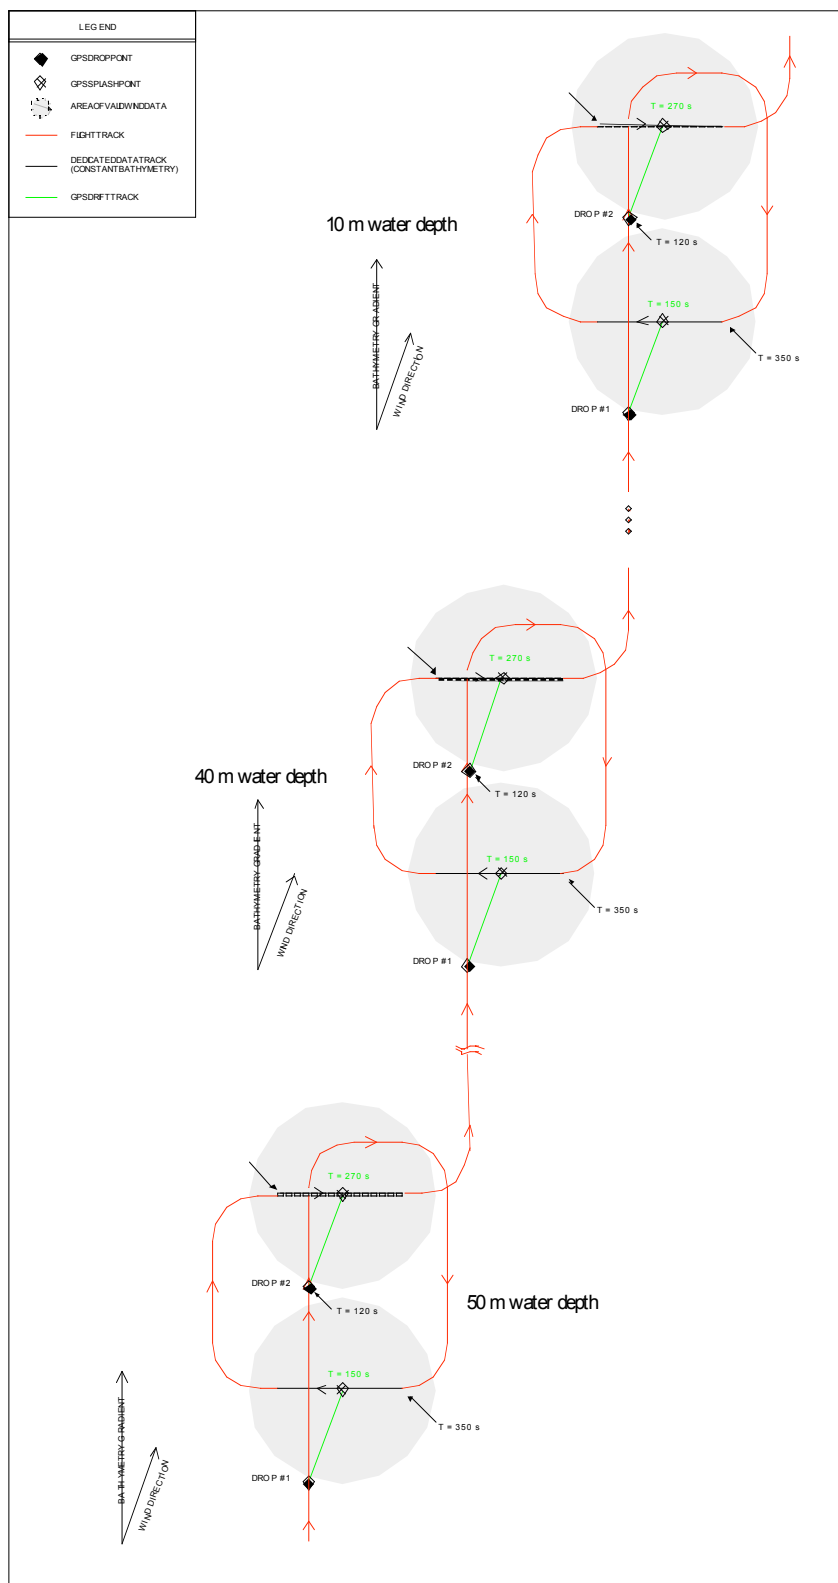 LEGEND
GPSDROPPONT
GPSSPLASHPONT
AREAOFVALIDWINDDATA
FLIGHTTRACK
DEDICATEDDATATRACK
(CONSTANTBATHYMETRY)
GPSDRIFTTRACK
T = 270 s
DROP #2
T = 120 s
10 m water depth
BATHYMETRY GRADIENT
WIND DIRECTION
T = 150 s
T = 350 s
DROP #1
T = 270 s
DROP #2
T = 120 s
40 m water depth
BATHYMETRY GRADIENT
WIND DIRECTION
T = 150 s
T = 350 s
DROP #1
T = 270 s
DROP #2
T = 120 s
50 m water depth
T = 150 s
BATHYMETRY GRADIENT
WIND DIRECTION
T = 350 s
DROP #1